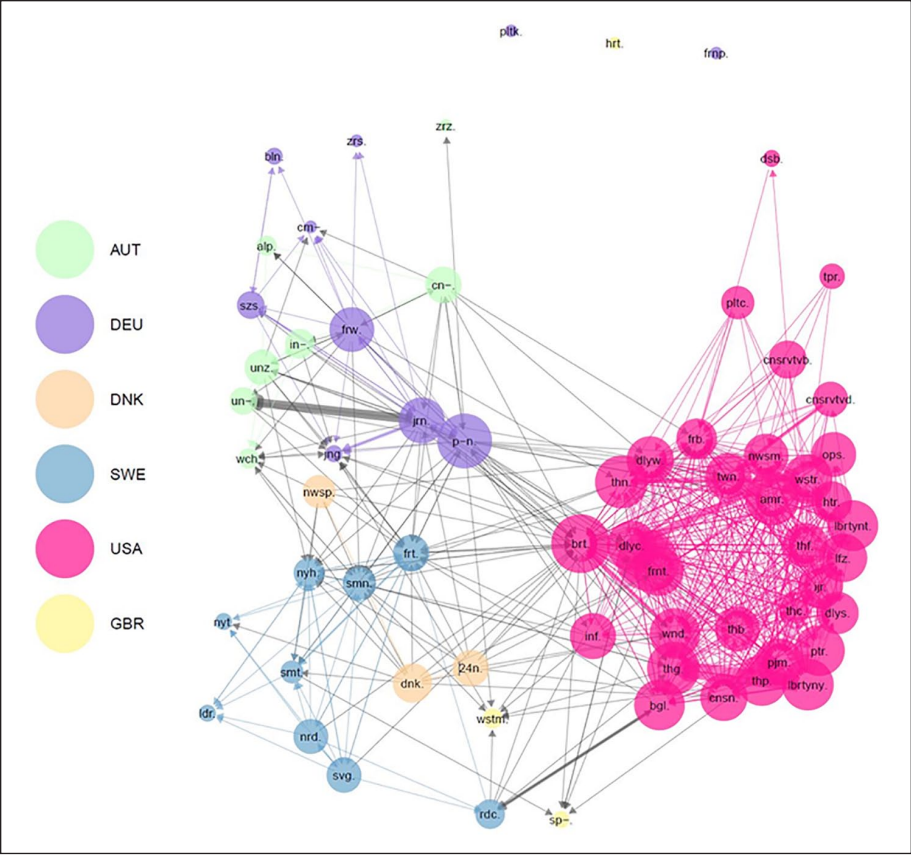 pltk.
hrt.
frnp.
zrz.
zrs.
bln.
dsb.
crn-
alp.
AUT
tpr.
cn-.
pltc.
szs.
DEU
frw.
in-.
cnsrvtvb.
unz.
DNK
un-.
cnsrvtvd.
jrn.
p-n.
frb.
jng.
wch.
dlyw.
nwsm.
ops.
SWE
thn.
twn.
wstr.
nwsp.
amr.
htr.
lbrtynt.
USA
frt.
brt.
dlyc.
thf.
lfz.
nyh.
smn.
frnt.
jr.
GBR
nyt.
inf.
wnd.
thb.
thc.
dlys.
smt.
dnk.
24n.
thg.
pjm.
ptr.
thp.
lbrtyny.
ldr.
wstm.
bgl.
cnsn.
nrd.
svg.
rdc.
sp-.